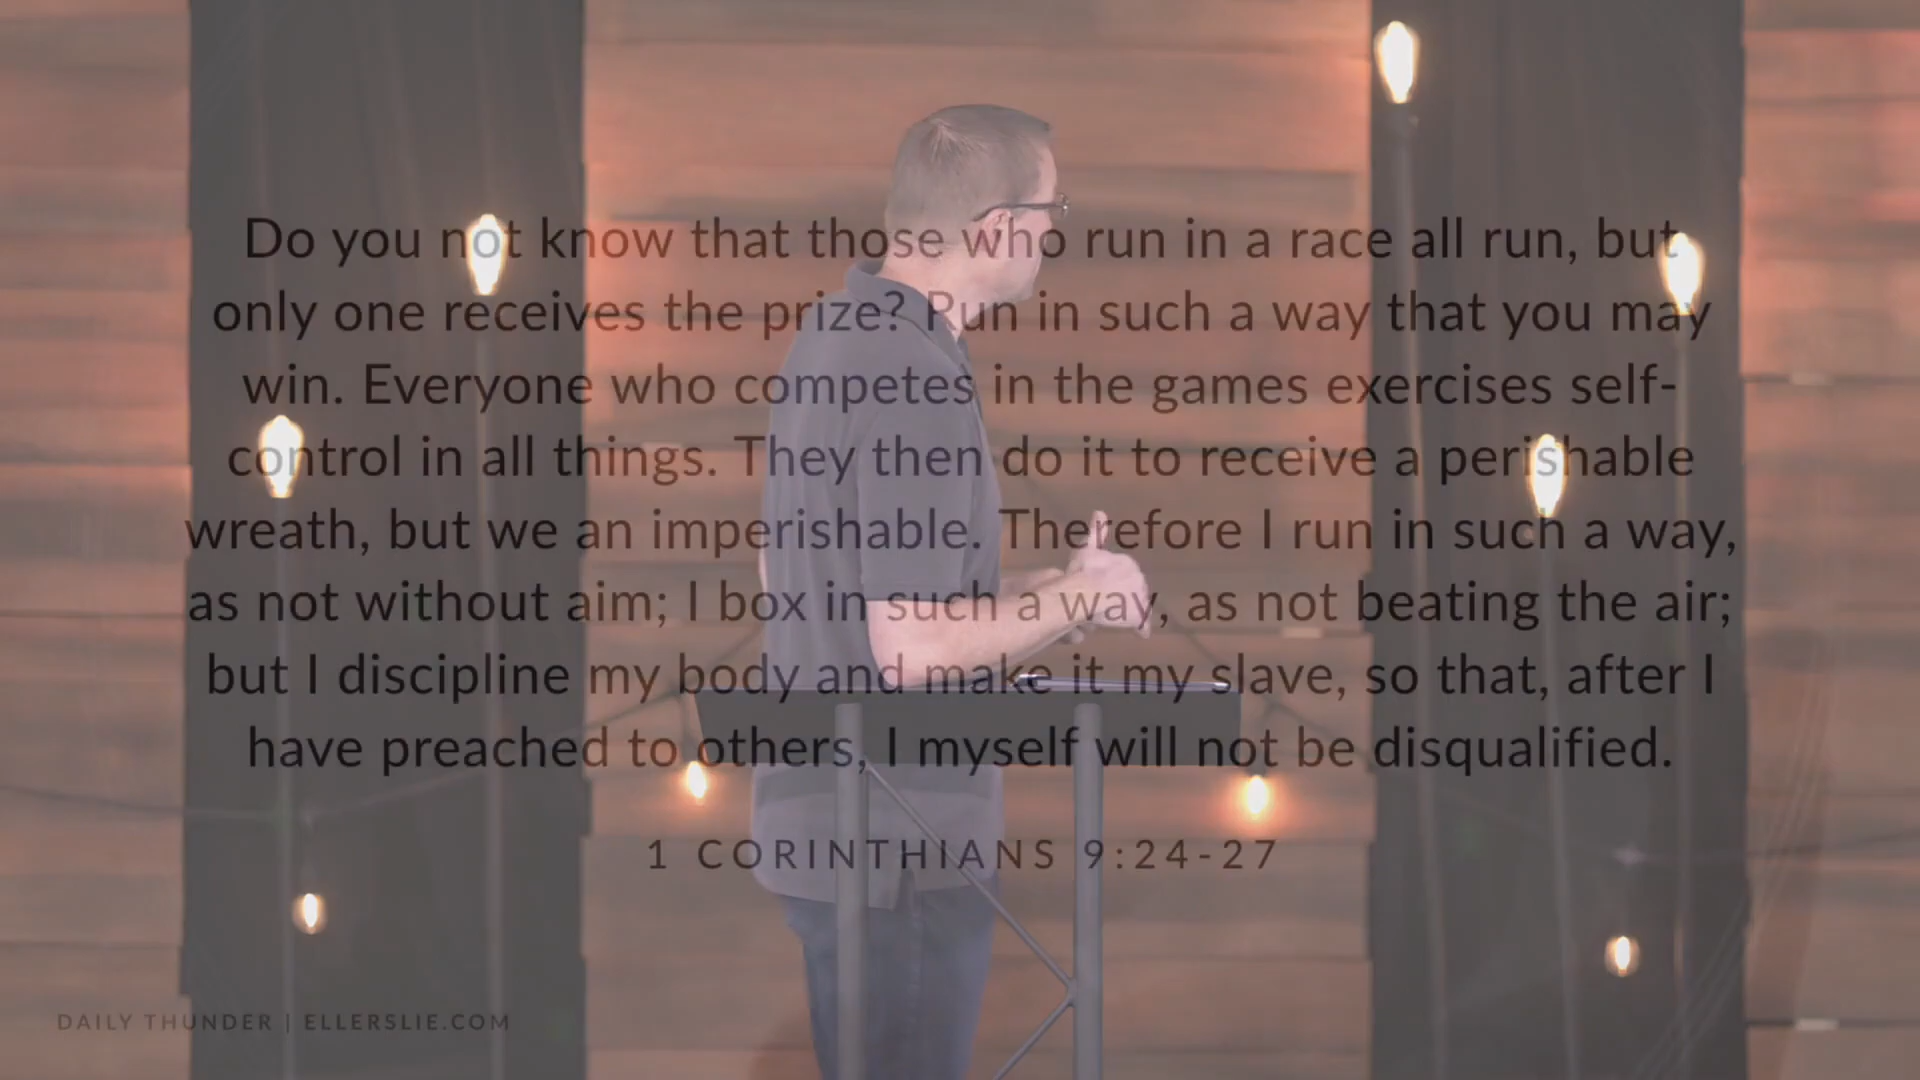 Do you not know that those who run in a race all run, but
only one receives the prize? Run in such a way that you may
win. Everyone who competes in the games exercises self-
control in all things. They then do it to receive a perishable
wreath, but we an imperishable. Therefore I run in such a way,
as not without aim; I box in such a way, as not beating the air;
but I discipline my body and make it my slave, so that, after I
have preached to others, I myself will not be disqualified.
1 CORINTHIANS 9:24-27
DAILY THUNDER | ELLERSLIE.COM